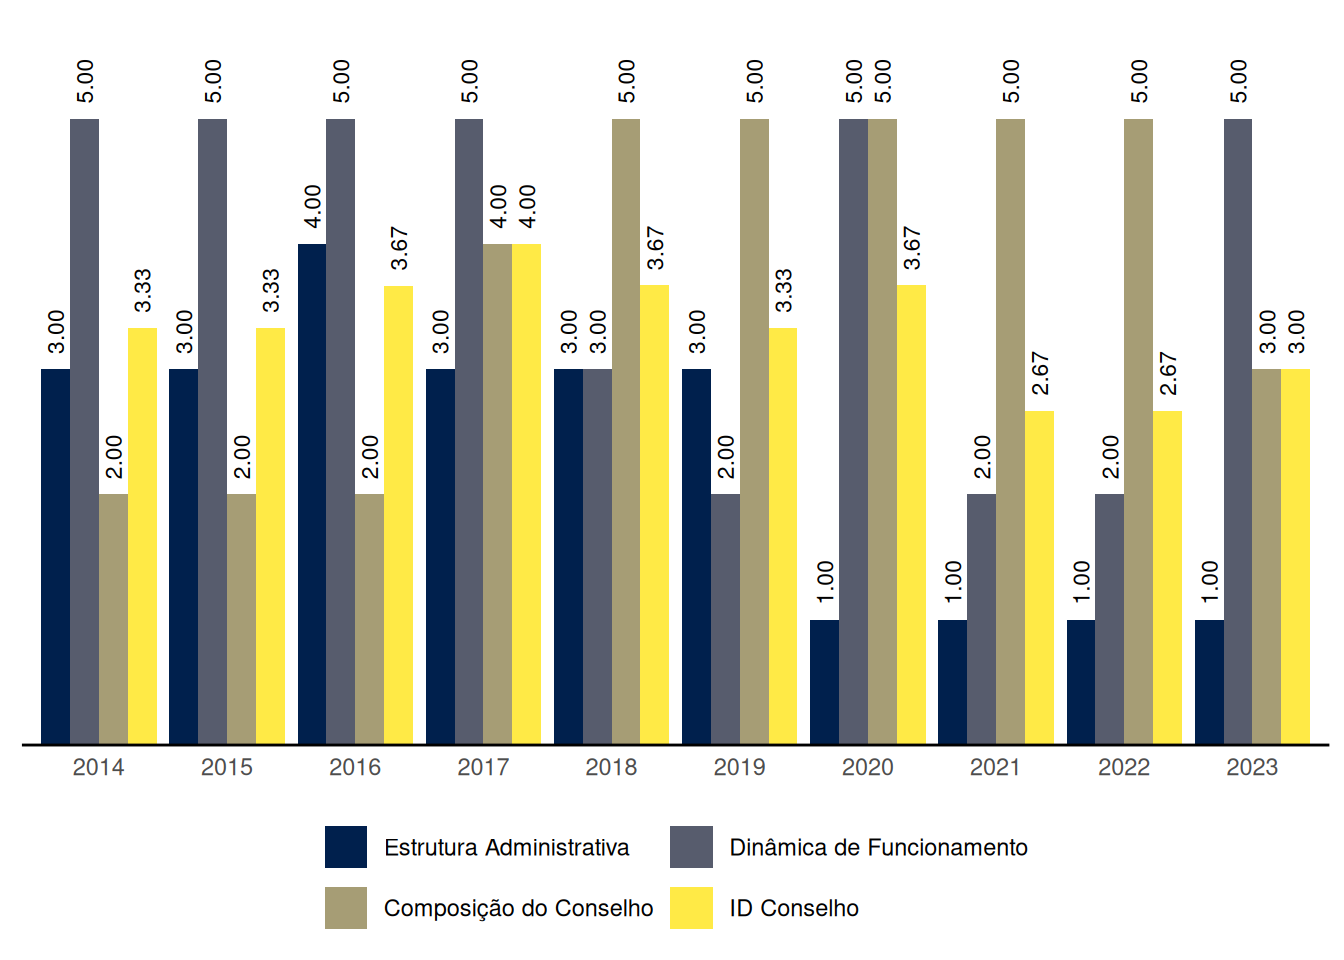 3.00 5.00 2.00 3.33 3.00 5.00 2.00 3.33 4.00 5.00 2.00 3.67 3.00 5.00 4.00 4.00 3.00 3.00 5.00 3.67 3.00 2.00 5.00 3.33 1.00 5.00 5.00 3.67 1.00 2.00 5.00 2.67 1.00 2.00 5.00 2.67 1.00 5.00 3.00 3.00
2014 2015 2016 2017 2018 2019 2020 2021 2022 2023
Estrutura Administrativa Dinâmica de Funcionamento
Composição do Conselho ID Conselho